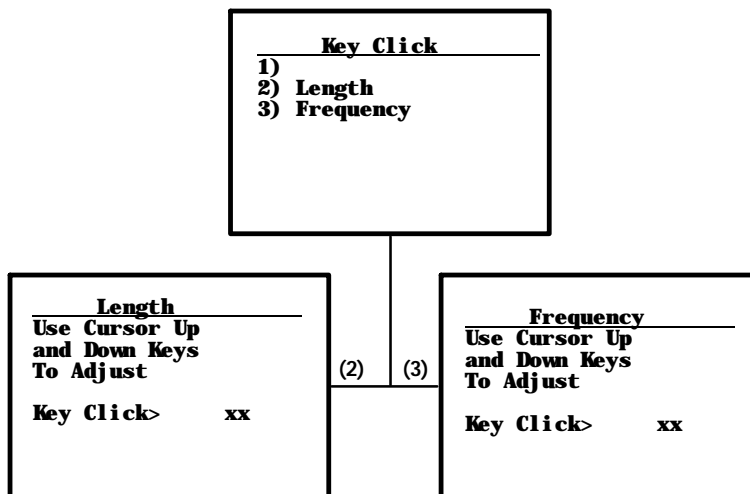 Key Click
1)
2) Length
3) Frequency
Length
Use Cursor Up
and Down Keys
To Adjust
Key Click> xx
(2)
(3)
Frequency
Use Cursor Up
and Down Keys
To Adjust
Key Click> xx